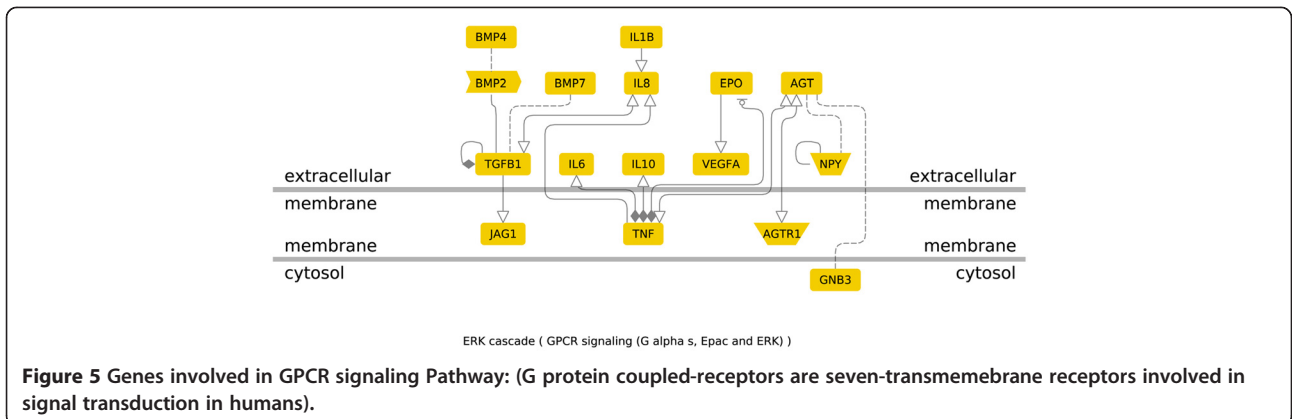 BMP4
IL1B
BMP2
BMP7
IL8
EPO
AGT
TGFB1
IL6
IL10
VEGFA
NPY
extracellular
extracellular
membrane
membrane
JAG1
TNF
AGTR1
membrane
membrane
cytosol
cytosol
GNB3
ERK cascade ( GPCR signaling (G alpha s, Epac and ERK) )
Figure 5 Genes involved in GPCR signaling Pathway: (G protein coupled-receptors are seven-transmemebrane receptors involved in
signal transduction in humans).